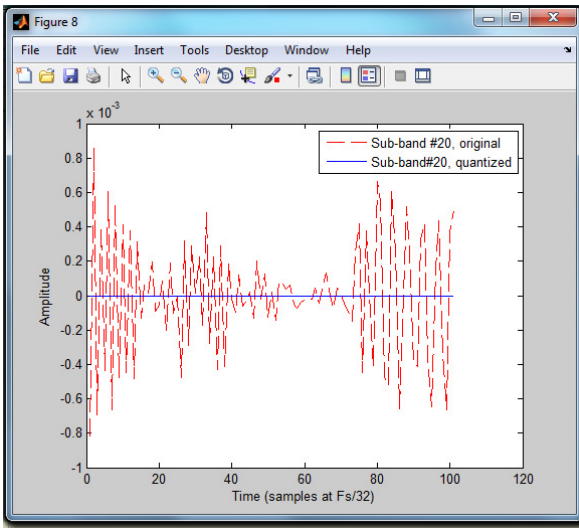 Figure 8
File Edit View Insert Tools Desktop Window Help
x 10-3
1
0.8
0.6
0.4
0.2
0
-0.2
-0.4
-0.6
-0.8
-1
Amplitude
Sub-band #20, original
Sub-band#20, quantized
0 20 40 60 80 100 120
Time (samples at Fs/32)